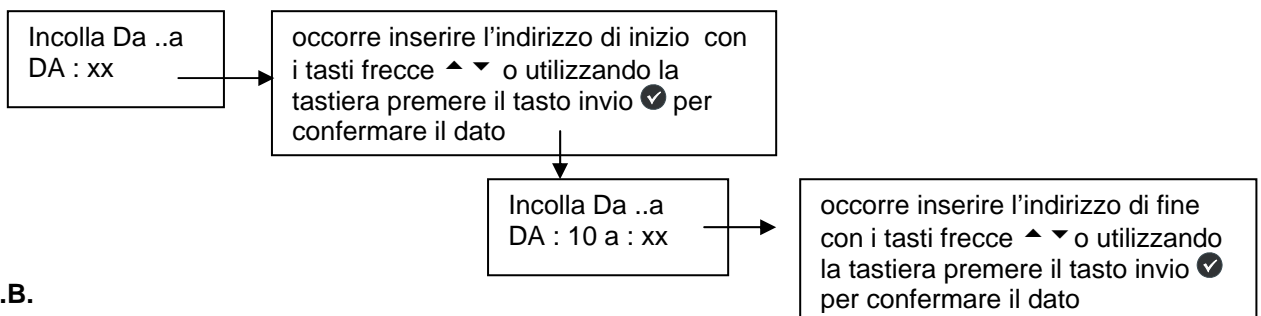 Incolla Da ..a
DA : xx
occorre inserire l'indirizzo di inizio  con
i tasti frecce ▲ ▼ o utilizzando la
tastiera premere il tasto invio ✔ per
confermare il dato
Incolla Da ..a
DA : 10 a : xx
occorre inserire l'indirizzo di fine
con i tasti frecce ▲ ▼ o utilizzando
la tastiera premere il tasto invio ✔
per confermare il dato
.B.